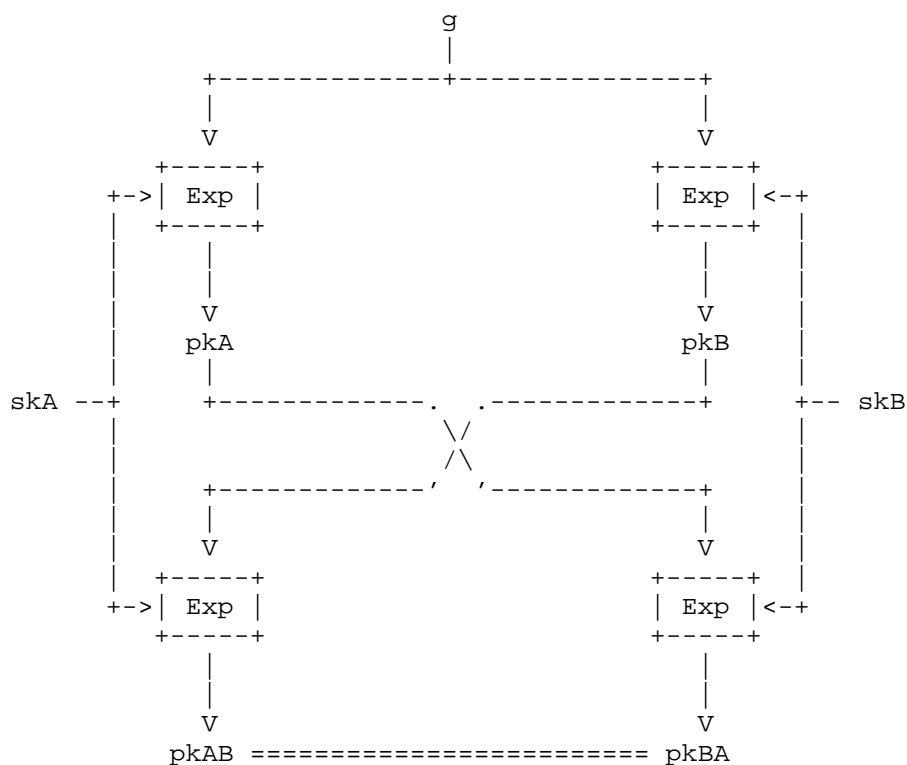 g
Exp Exp
pkA pkB
skA skB
Exp Exp
pkAB ======================== pkBA